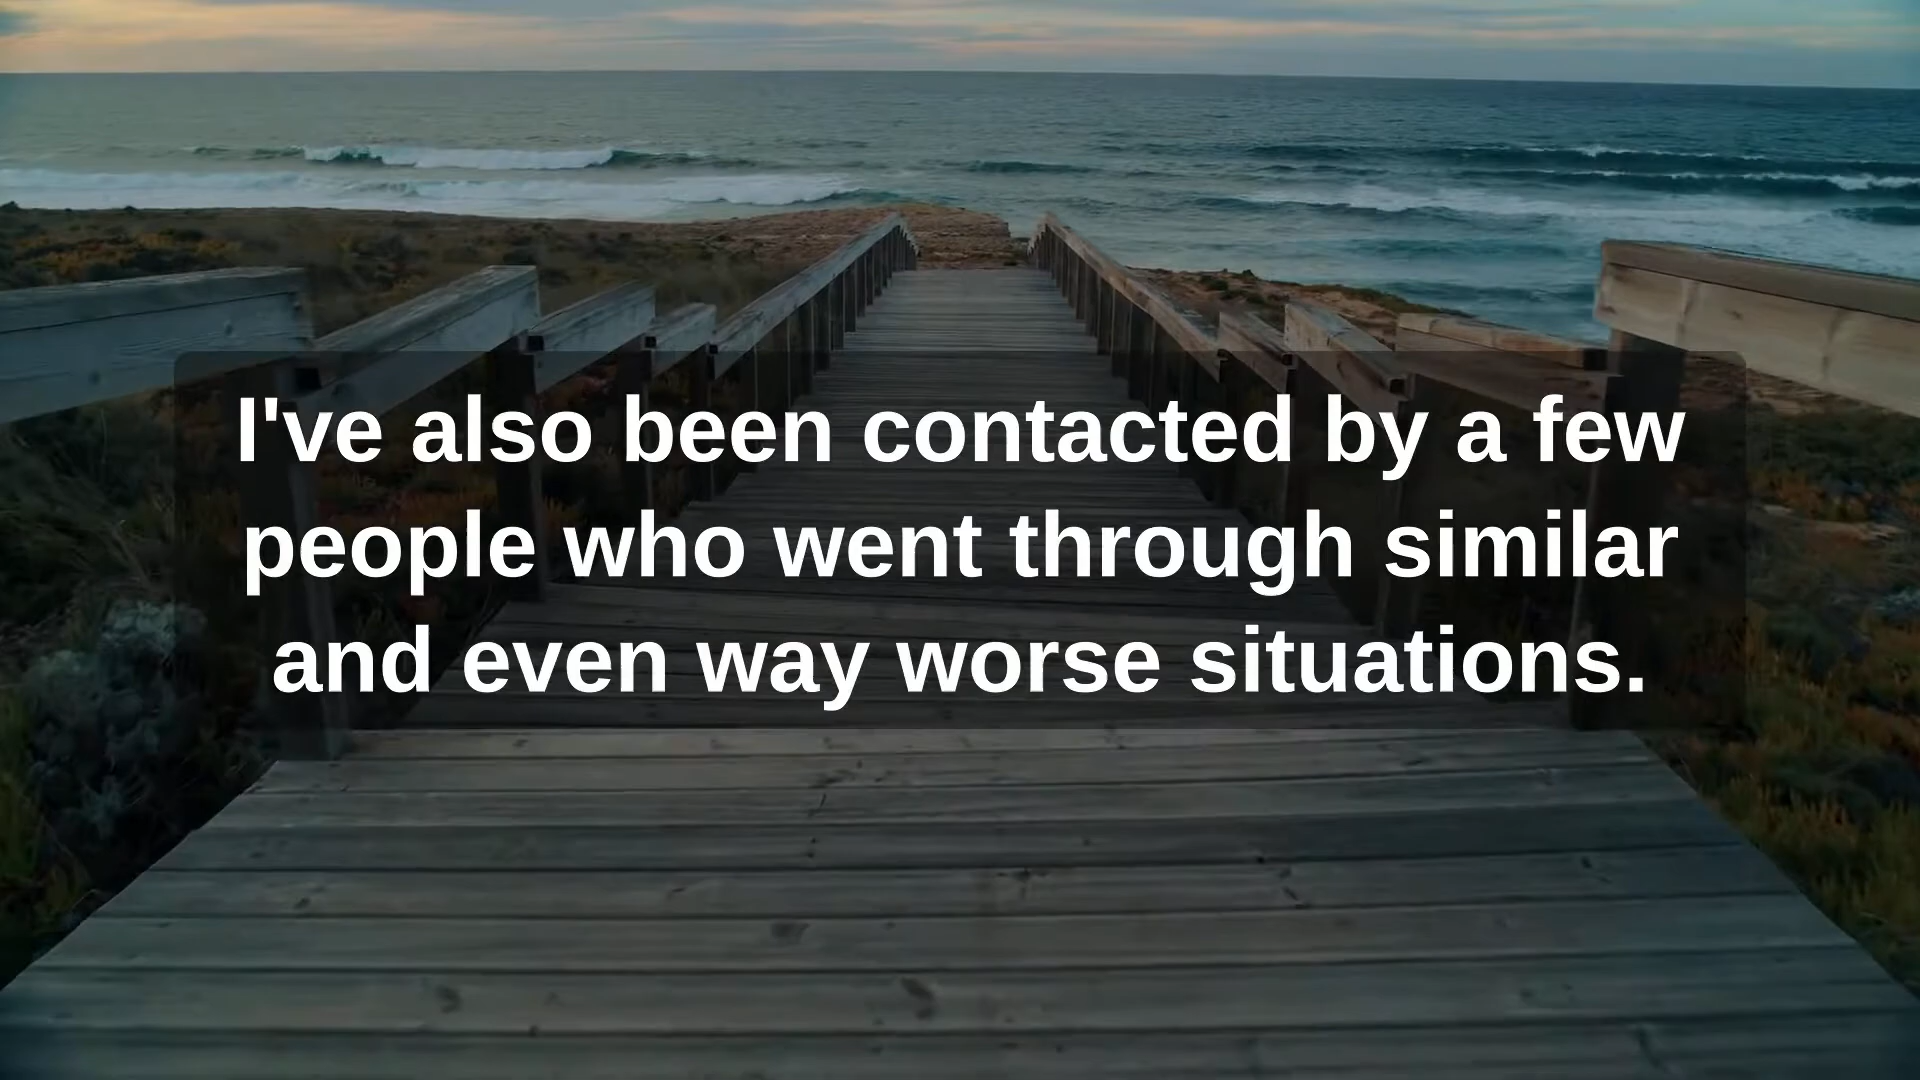 I've also been contacted by a few
people who went through similar
and even way worse situations.